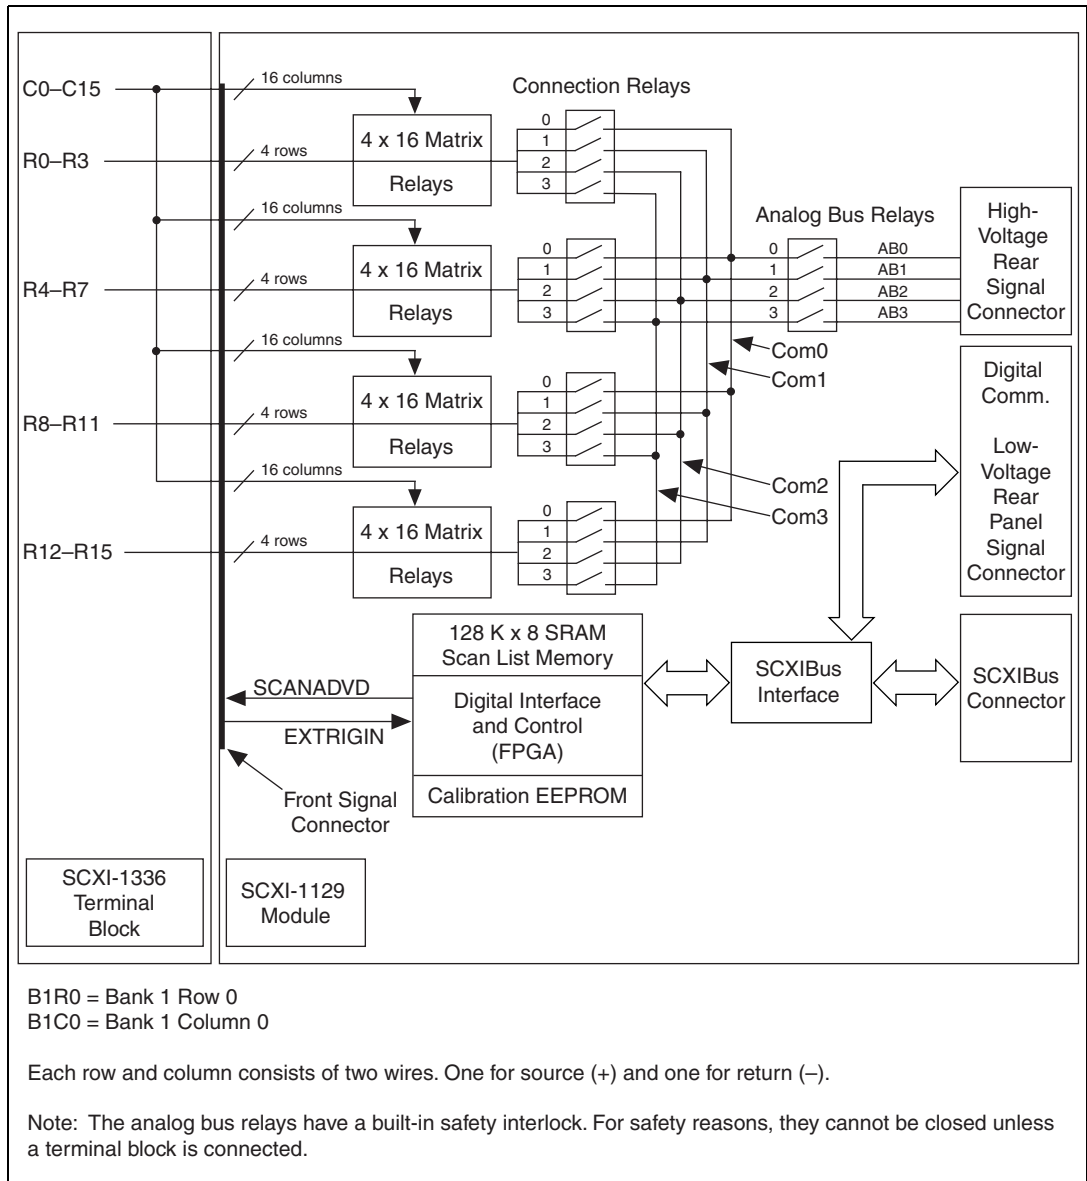 C0–C15
16 columns
Connection Relays
R0–R3
4 rows
4 x 16 Matrix
Relays
0
1
2
3
16 columns
Analog Bus Relays
R4–R7
4 rows
4 x 16 Matrix
Relays
0
1
2
3
0
1
2
3
AB0
AB1
AB2
AB3
High-
Voltage
Rear
Signal
Connector
Com0
Com1
16 columns
R8–R11
4 rows
4 x 16 Matrix
Relays
0
1
2
3
Com2
Com3
Digital
Comm.
Low-
Voltage
Rear
Panel
Signal
Connector
16 columns
R12–R15
4 rows
4 x 16 Matrix
Relays
0
1
2
3
128 K x 8 SRAM
Scan List Memory
SCANADVD
EXTRIGIN
Digital Interface
and Control
(FPGA)
Calibration EEPROM
SCXIBus
Interface
SCXIBus
Connector
Front Signal
Connector
SCXI-1336
Terminal
Block
SCXI-1129
Module
B1R0 = Bank 1 Row 0
B1C0 = Bank 1 Column 0
Each row and column consists of two wires. One for source (+) and one for return (–).
Note: The analog bus relays have a built-in safety interlock. For safety reasons, they cannot be closed unless
a terminal block is connected.